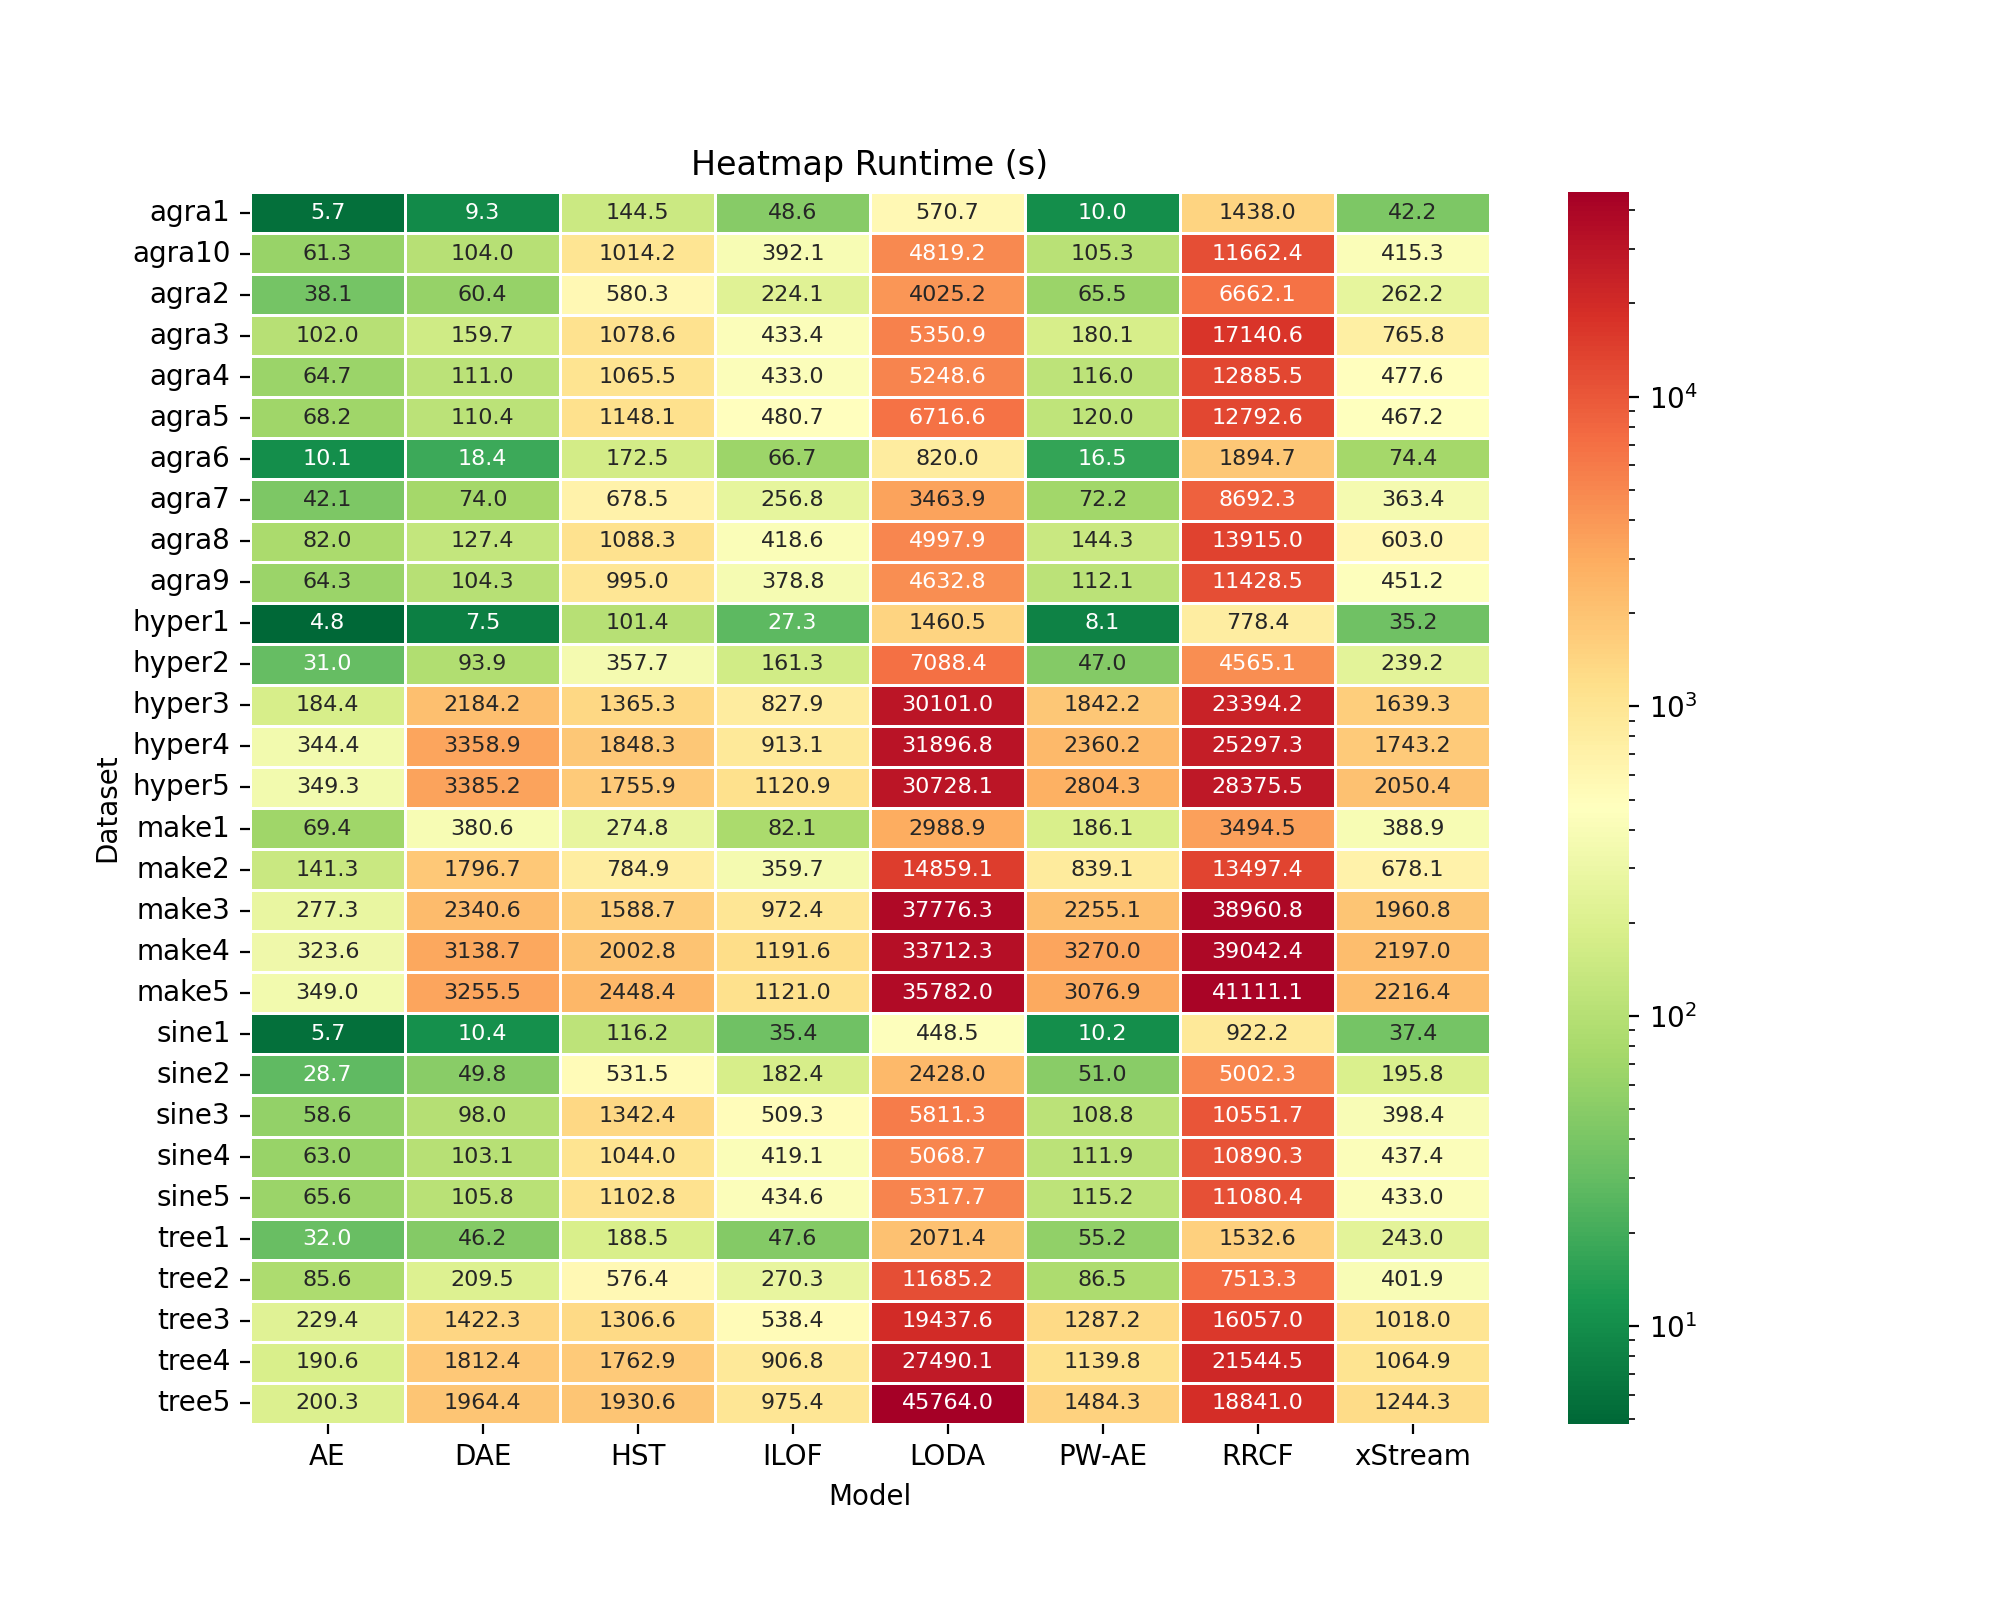 Heatmap Runtime (s)
agra1 5.7 9.3 144.5 48.6 570.7 10.0 1438.0 42.2
agra10 61.3 104.0 1014.2 392.1 4819.2 105.3 11662.4 415.3
agra2 38.1 60.4 580.3 224.1 4025.2 65.5 6662.1 262.2
agra3 102.0 159.7 1078.6 433.4 5350.9 180.1 17140.6 765.8
agra4 64.7 111.0 1065.5 433.0 5248.6 116.0 12885.5 477.6
agra5 68.2 110.4 1148.1 480.7 6716.6 120.0 12792.6 467.2
agra6 10.1 18.4 172.5 66.7 820.0 16.5 1894.7 74.4
agra7 42.1 74.0 678.5 256.8 3463.9 72.2 8692.3 363.4
agra8 82.0 127.4 1088.3 418.6 4997.9 144.3 13915.0 603.0
agra9 64.3 104.3 995.0 378.8 4632.8 112.1 11428.5 451.2
hyper1 4.8 7.5 101.4 27.3 1460.5 8.1 778.4 35.2
hyper2 31.0 93.9 357.7 161.3 7088.4 47.0 4565.1 239.2
hyper3 184.4 2184.2 1365.3 827.9 30101.0 1842.2 23394.2 1639.3
hyper4 344.4 3358.9 1848.3 913.1 31896.8 2360.2 25297.3 1743.2
hyper5 349.3 3385.2 1755.9 1120.9 30728.1 2804.3 28375.5 2050.4
make1 69.4 380.6 274.8 82.1 2988.9 186.1 3494.5 388.9
make2 141.3 1796.7 784.9 359.7 14859.1 839.1 13497.4 678.1
make3 277.3 2340.6 1588.7 972.4 37776.3 2255.1 38960.8 1960.8
make4 323.6 3138.7 2002.8 1191.6 33712.3 3270.0 39042.4 2197.0
make5 349.0 3255.5 2448.4 1121.0 35782.0 3076.9 41111.1 2216.4
sine1 5.7 10.4 116.2 35.4 448.5 10.2 922.2 37.4
sine2 28.7 49.8 531.5 182.4 2428.0 51.0 5002.3 195.8
sine3 58.6 98.0 1342.4 509.3 5811.3 108.8 10551.7 398.4
sine4 63.0 103.1 1044.0 419.1 5068.7 111.9 10890.3 437.4
sine5 65.6 105.8 1102.8 434.6 5317.7 115.2 11080.4 433.0
tree1 32.0 46.2 188.5 47.6 2071.4 55.2 1532.6 243.0
tree2 85.6 209.5 576.4 270.3 11685.2 86.5 7513.3 401.9
tree3 229.4 1422.3 1306.6 538.4 19437.6 1287.2 16057.0 1018.0
tree4 190.6 1812.4 1762.9 906.8 27490.1 1139.8 21544.5 1064.9
tree5 200.3 1964.4 1930.6 975.4 45764.0 1484.3 18841.0 1244.3
AE DAE HST ILOF LODA PW-AE RRCF xStream
Model
Dataset
10⁴
10³
10²
10¹